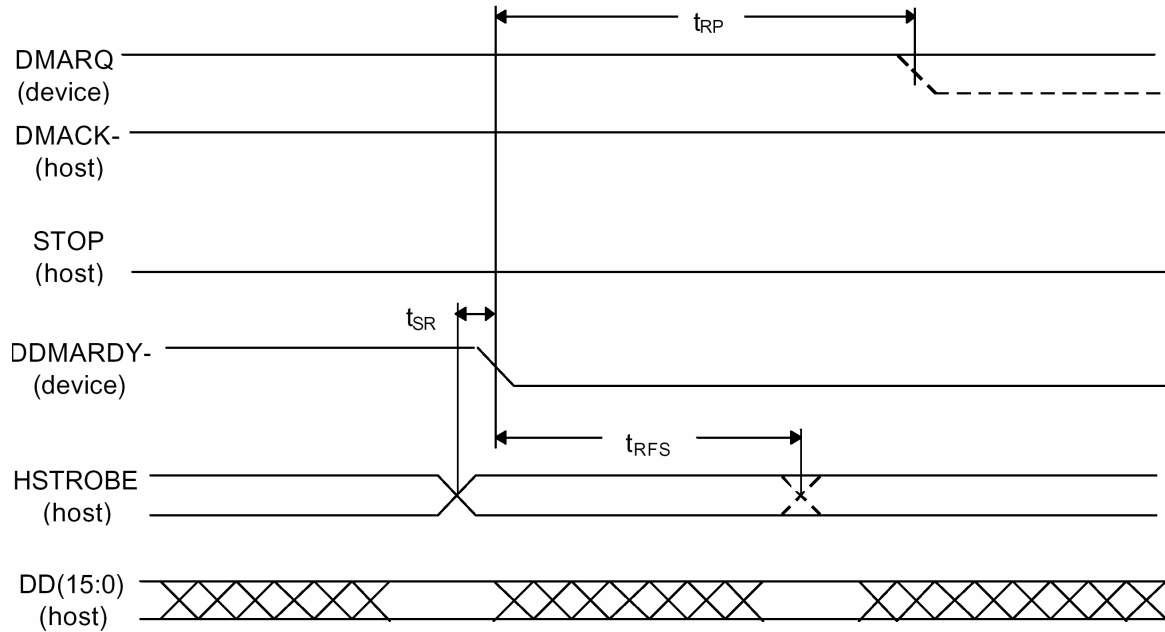 tRP
DMARQ
(device)
DMACK-
(host)
STOP
(host)
tSR
DDMARDY-
(device)
tRFS
HSTROBE
(host)
DD(15:0)
(host)